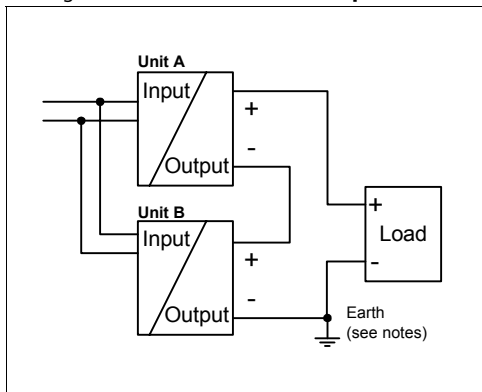 Unit A
Input
+
-
Output
Unit B
Input
+
Load
-
+
-
Output
Earth
(see notes)